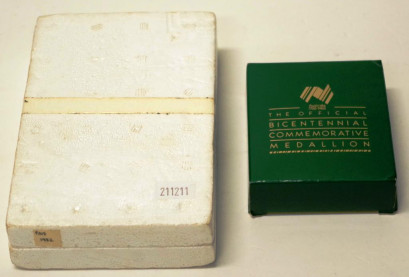 211211
THE OFFICIAL
BICENTENNIAL
COMMEMORATIVE
MEDALLION